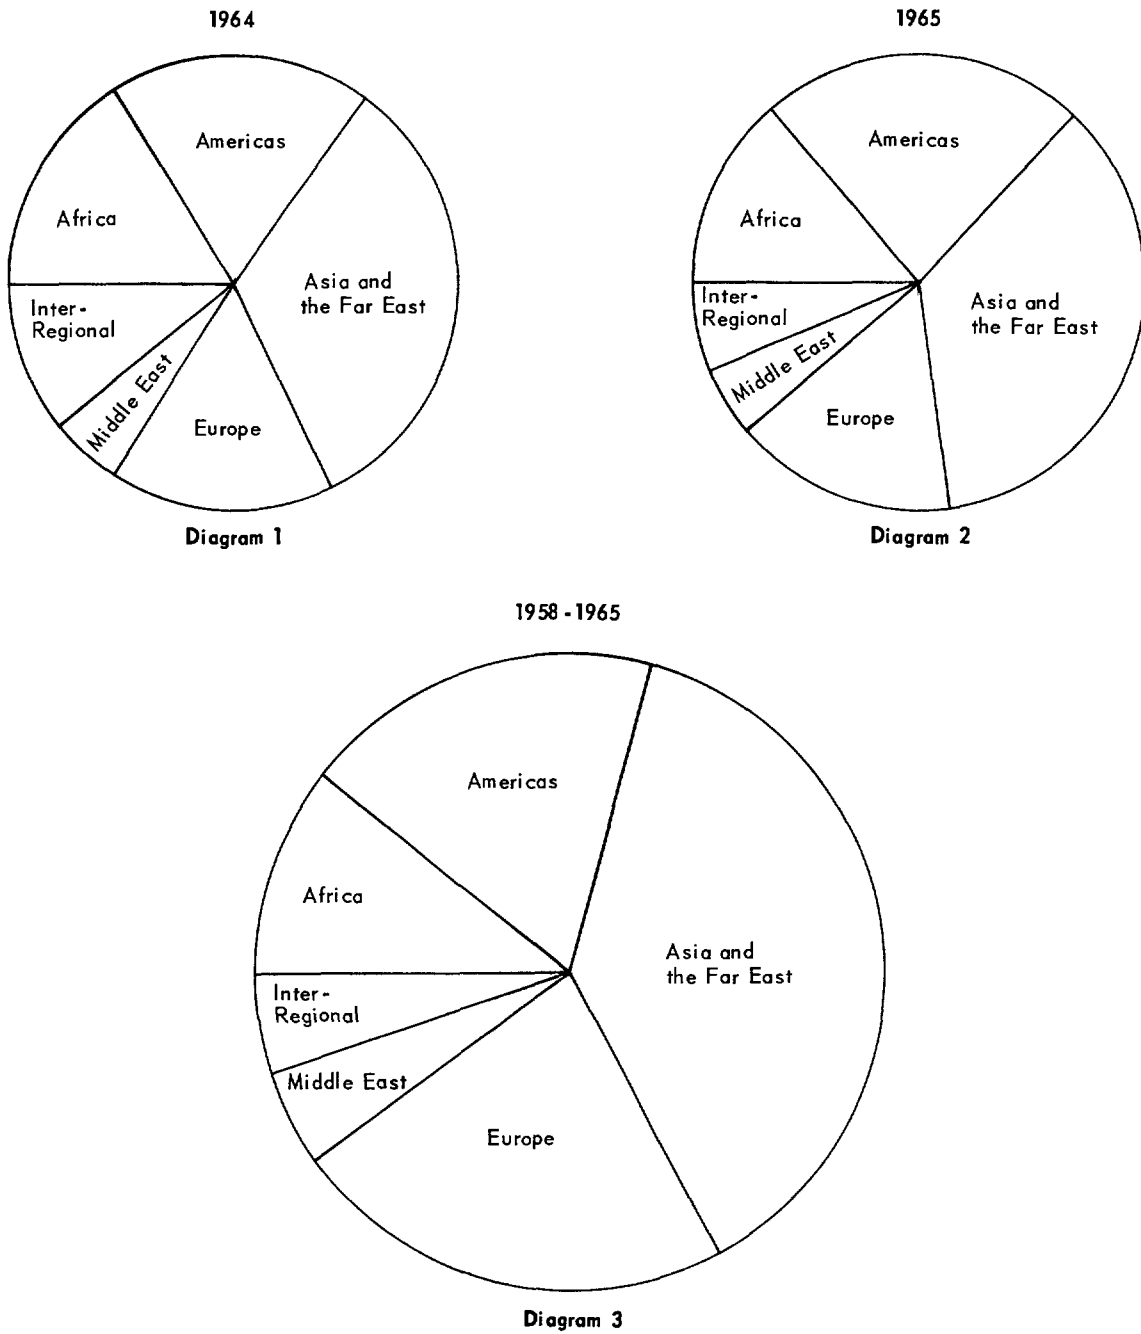 1964
Americas
Africa
Asia and
the Far East
Inter-
Regional
Middle East
Europe
Diagram 1
1965
Americas
Africa
Asia and
the Far East
Inter-
Regional
Middle East
Europe
Diagram 2
1958-1965
Americas
Africa
Asia and
the Far East
Inter-
Regional
Middle East
Europe
Diagram 3